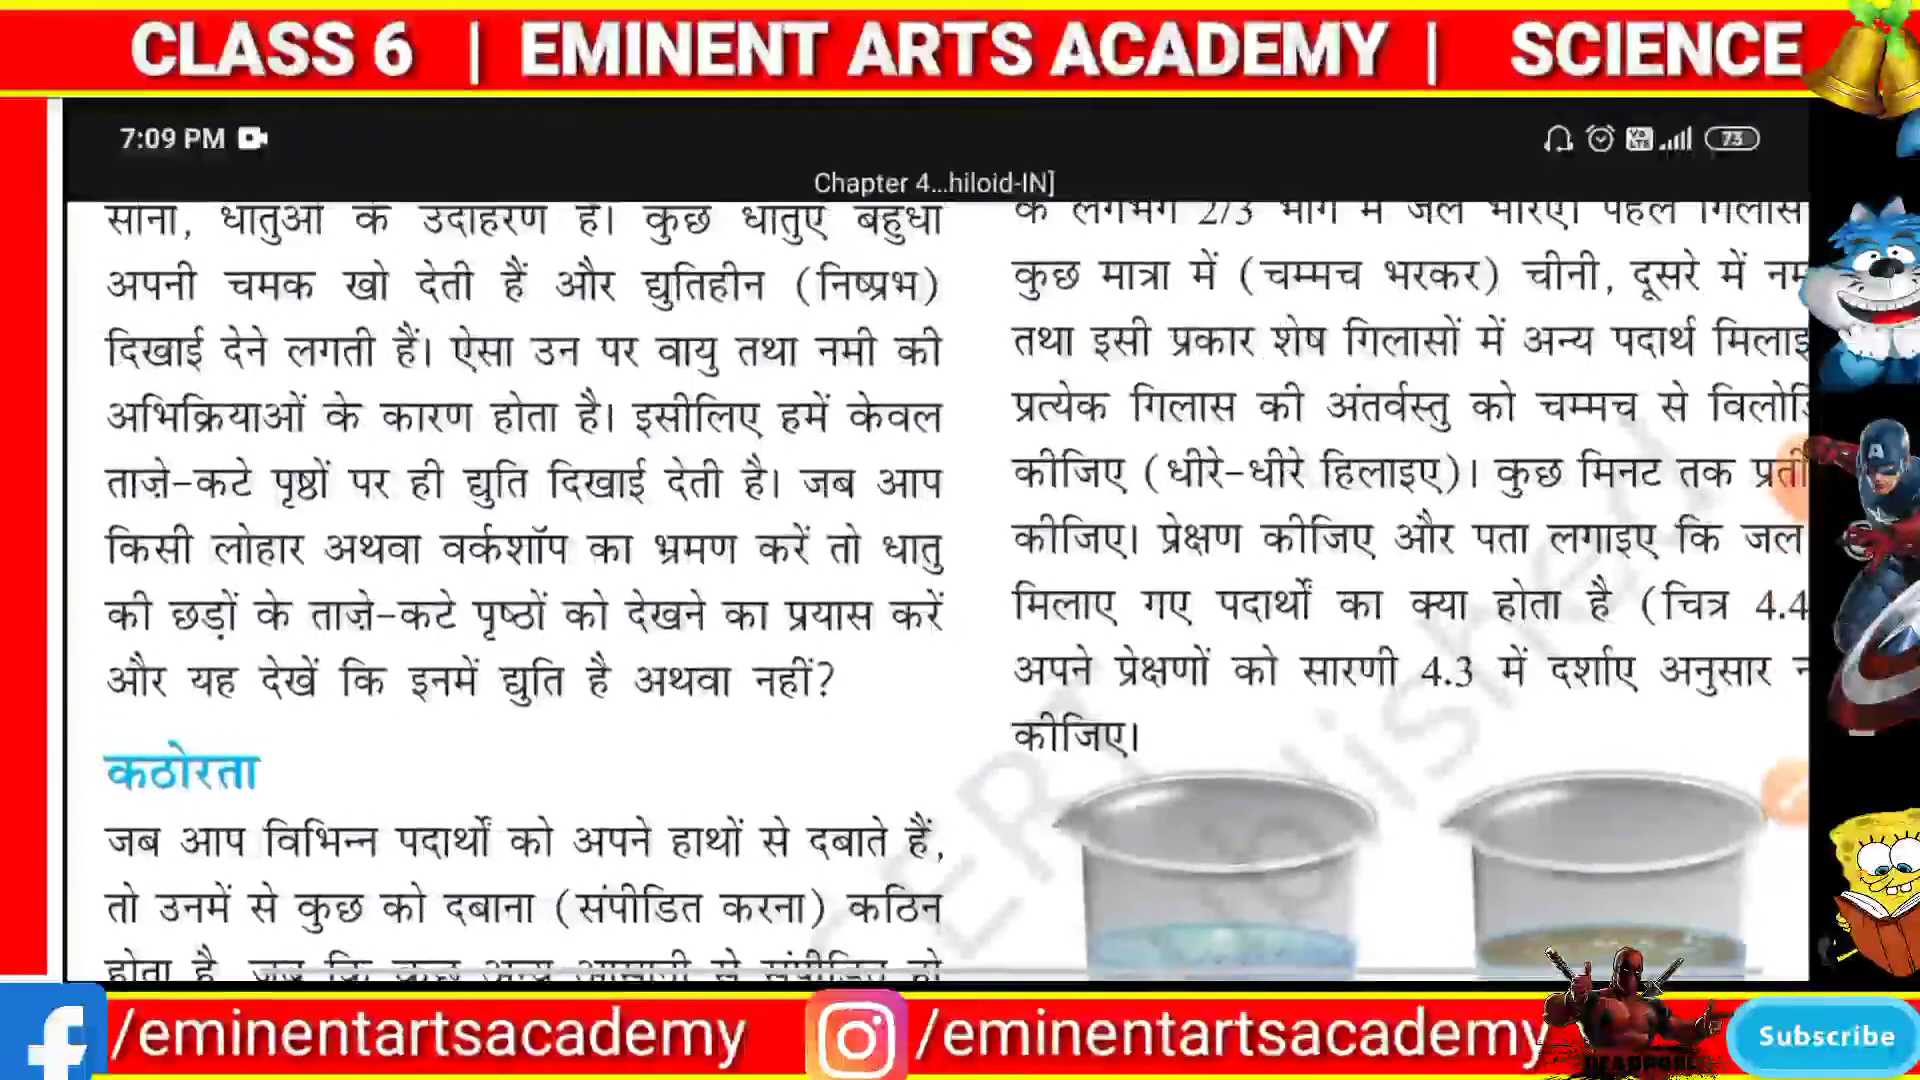 CLASS 6 | EMINENT ARTS ACADEMY | SCIENCE
7:09 PM
73
Chapter 4...hiloid-IN]
अपनी चमक खो देती हैं और द्युतिहीन (निष्प्रभ)
दिखाई देने लगती हैं। ऐसा उन पर वायु तथा नमी की
अभिक्रियाओं के कारण होता है। इसीलिए हमें केवल
ताज़े-कटे पृष्ठों पर ही द्युति दिखाई देती है। जब आप
किसी लोहार अथवा वर्कशॉप का भ्रमण करें तो धातु
की छड़ों के ताज़े-कटे पृष्ठों को देखने का प्रयास करें
और यह देखें कि इनमें द्युति है अथवा नहीं?
कठोरता
जब आप विभिन्न पदार्थों को अपने हाथों से दबाते हैं,
तो उनमें से कुछ को दबाना (संपीडित करना) कठिन
कुछ मात्रा में (चम्मच भरकर) चीनी, दूसरे में
तथा इसी प्रकार शेष गिलासों में अन्य पदार्थ
प्रत्येक गिलास की अंतर्वस्तु को चम्मच से
कीजिए (धीरे-धीरे हिलाइए)। कुछ मिनट तक
कीजिए। प्रेक्षण कीजिए और पता लगाइए कि जल
मिलाए गए पदार्थों का क्या होता है (चित्र 4.4
अपने प्रेक्षणों को सारणी 4.3 में दर्शाए अनुसार
कीजिए।
/eminentartsacademy
/eminentartsacademy
DEADPOOL
Subscribe